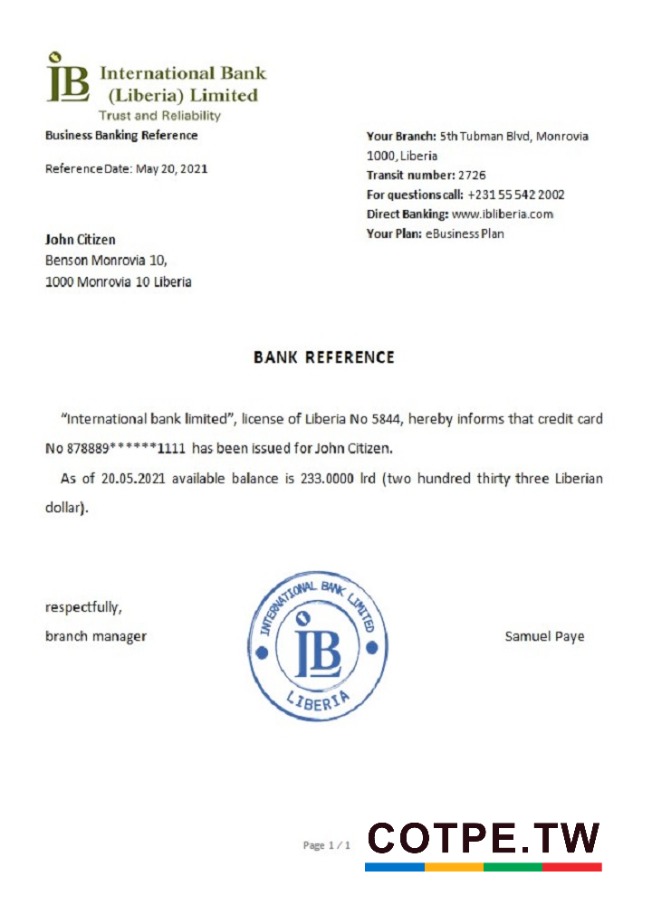 iB International Bank
(Liberia) Limited
Trust and Reliability
Business Banking Reference
Reference Date: May 20, 2021
Your Branch: 5th Tubman Blvd, Monrovia
1000, Liberia
Transit number: 2726
For questions call: +231 55 542 2002
Direct Banking: www.ibliberia.com
Your Plan: eBusiness Plan
John Citizen
Benson Monrovia 10,
1000 Monrovia 10 Liberia
BANK REFERENCE
“International bank limited”, license of Liberia No 5844, hereby informs that credit card
No 878889******1111 has been issued for John Citizen.
As of 20.05.2021 available balance is 233.0000 lrd (two hundred thirty three Liberian
dollar).
respectfully,
branch manager
INTERNATIONAL BANK LIMITED
iB
LIBERIA
Samuel Paye
Page 1 / 1
COTPE.TW